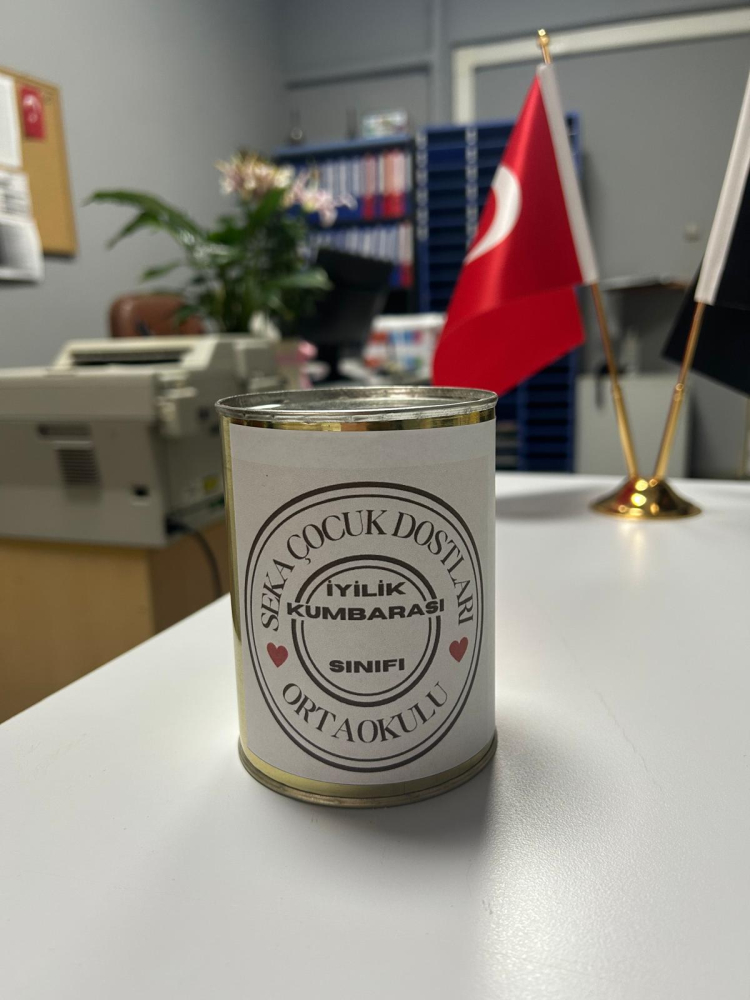 SEKA ÇOCUK DOSTLARI
İYİLİK
KUMBARASI
SINIFI
ORTAOKULU